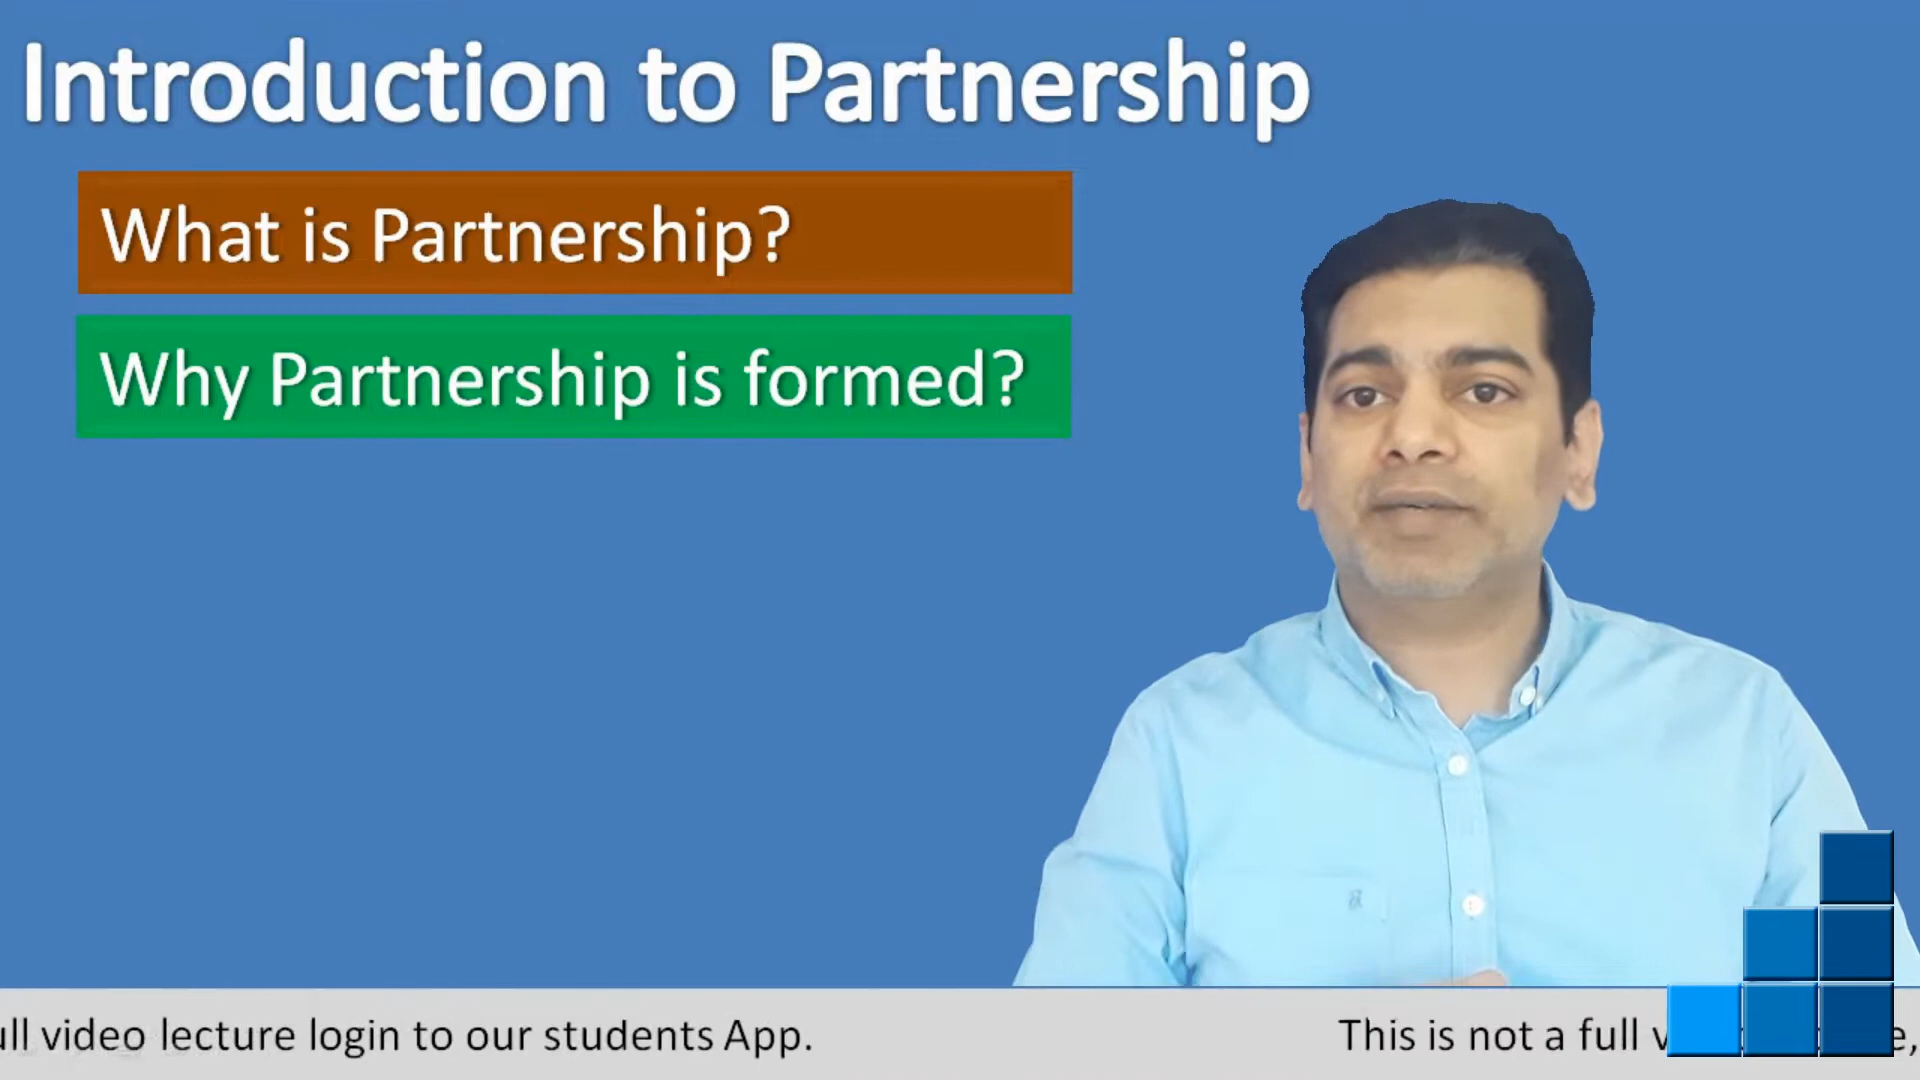 Introduction to Partnership
What is Partnership?
Why Partnership is formed?
video lecture login to our students App. This is not a full